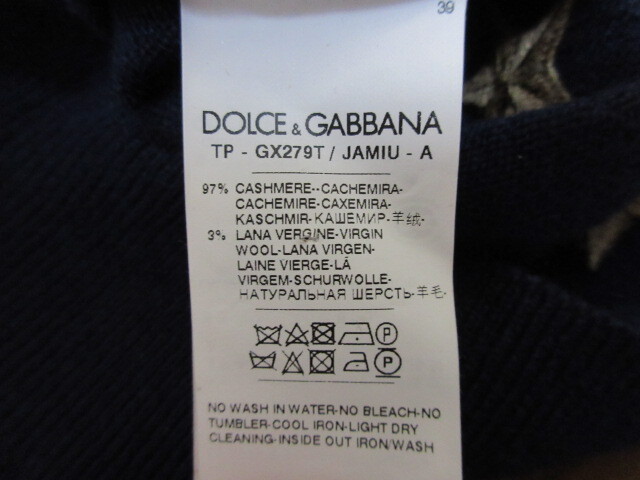 39
DOLCE & GABBANA
TP - GX279T / JAMIU - A
97% CASHMERE--CACHEMIRA-
CACHEMIRE-CAXEMIRA-
KASCHMIR-КАШЕМИР-羊绒-
3% LANA VERGINE-VIRGIN
WOOL-LANA VIRGEN-
LAINE VIERGE-LÃ
VIRGEM-SCHURWOLLE-
НАТУРАЛЬНАЯ ШЕРСТЬ-羊毛-
P
P
NO WASH IN WATER-NO BLEACH-NO
TUMBLER-COOL IRON-LIGHT DRY
CLEANING-INSIDE OUT IRON/WASH